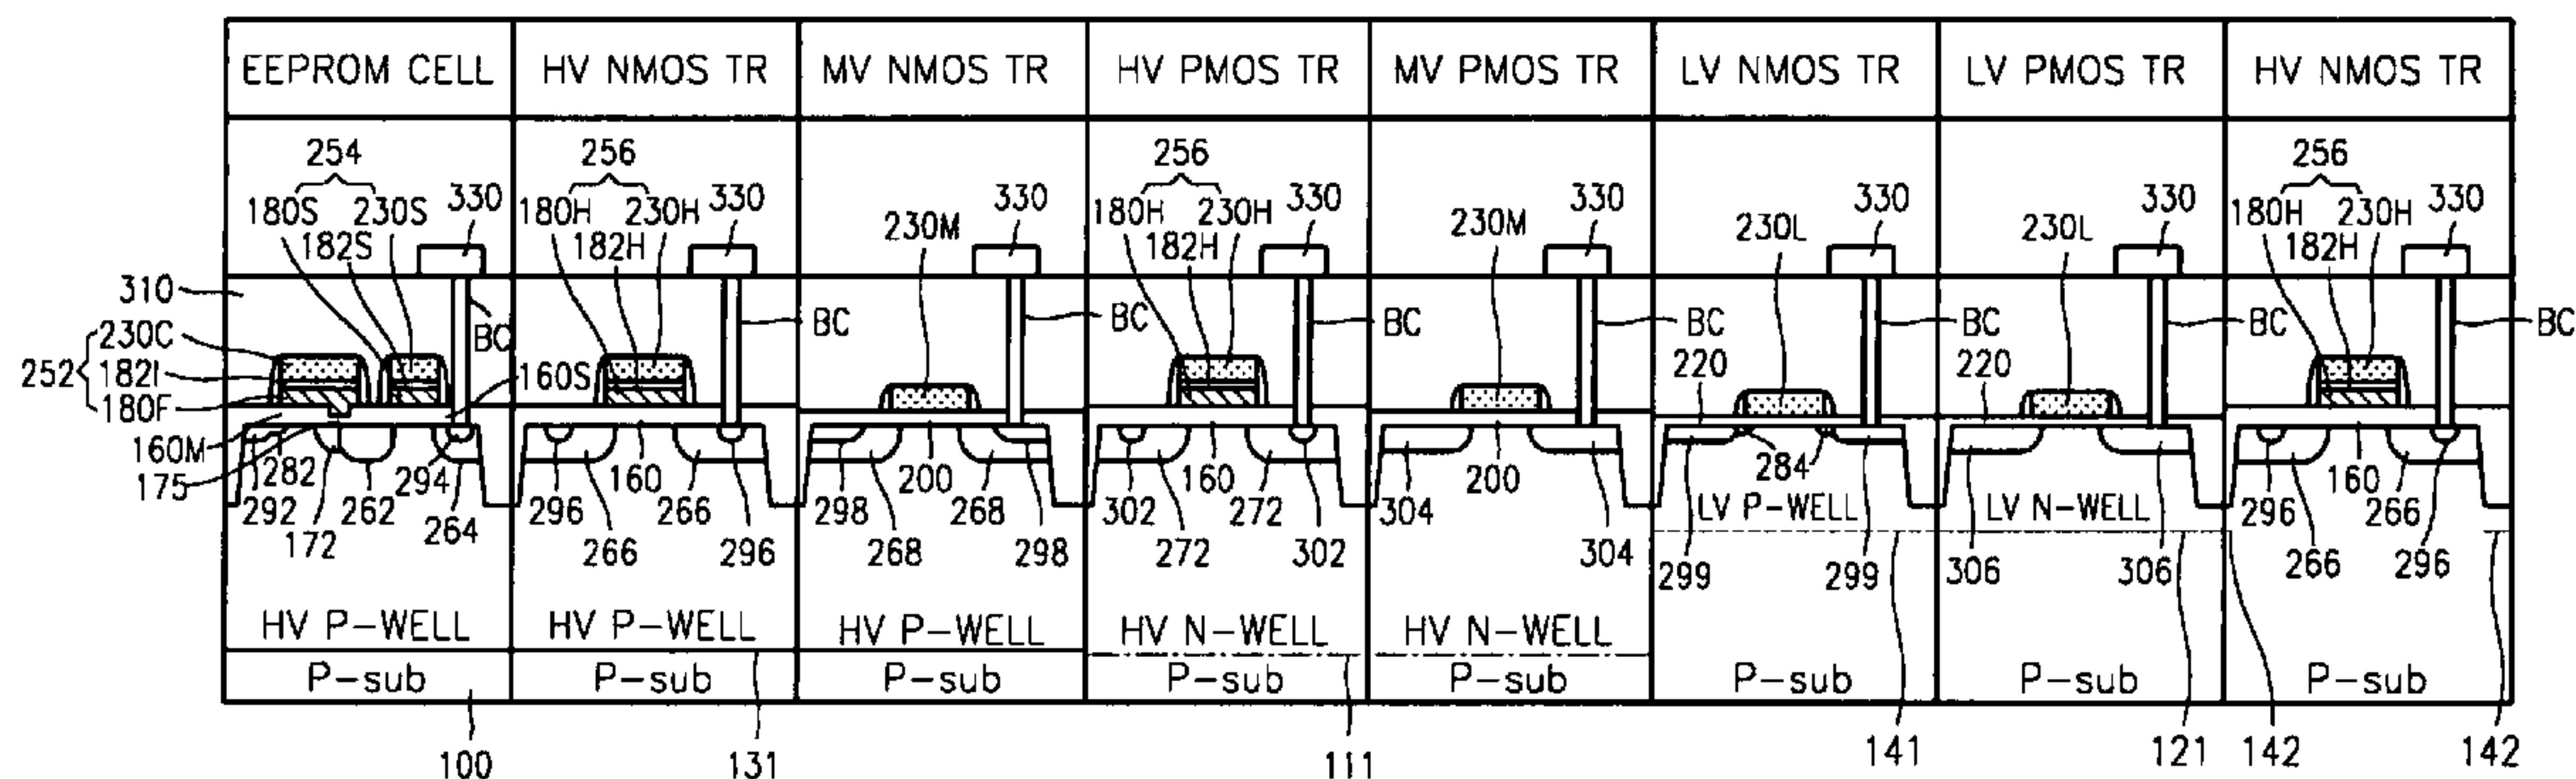 EEPROM CELL HV NMOS TR MV NMOS TR HV PMOS TR MV PMOS TR LV NMOS TR LV PMOS TR HV NMOS TR
254 256 256 256
180S 230S 330 180H 230H 330 330 180H 230H 330 330 330 330 180H 230H 330
182S 182H 230M 182H 230M 230L 230L 182H
310
BC BC BC BC BC BC BC BC
230C
252 182I 160S 220 220
180F
160M
175 282 294 284
292 262 264 296 160 266 298 200 268 302 160 272 304 200 304 LV P-WELL LV N-WELL 296 160 266
172 266 296 268 298 272 302 299 299 306 306 266 296
HV P-WELL HV P-WELL HV P-WELL HV N-WELL HV N-WELL
P-sub P-sub P-sub P-sub P-sub P-sub P-sub P-sub
100 131 111 141 121 142 142